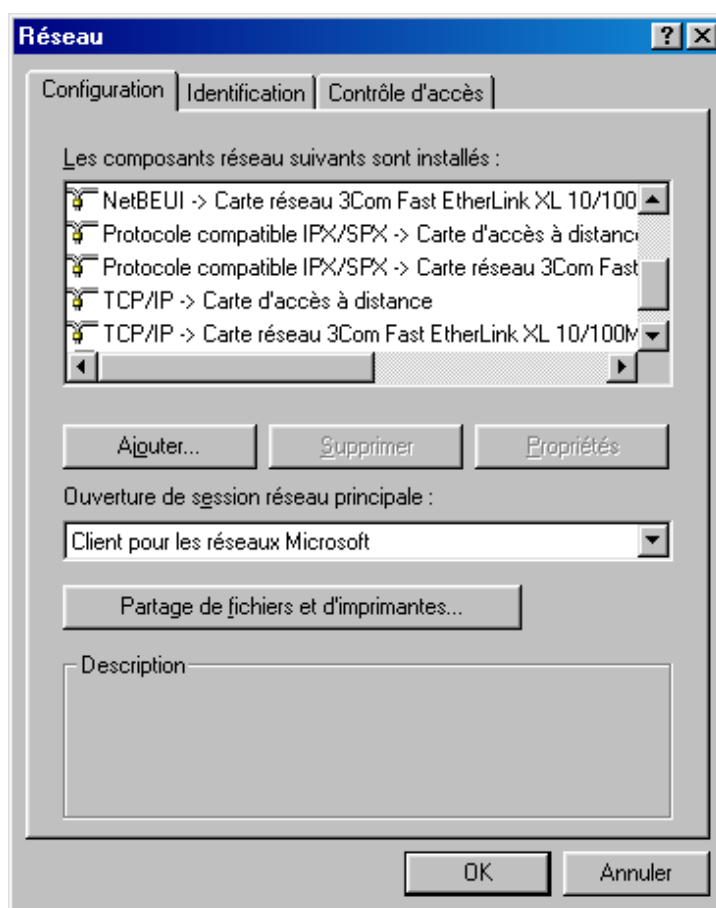 Réseau
Configuration Identification Contrôle d'accès
Les composants réseau suivants sont installés :
NetBEUI -> Carte réseau 3Com Fast EtherLink XL 10/100
Protocole compatible IPX/SPX -> Carte d'accès à distanc
Protocole compatible IPX/SPX -> Carte réseau 3Com Fast
TCP/IP -> Carte d'accès à distance
TCP/IP -> Carte réseau 3Com Fast EtherLink XL 10/100M
Ajouter... Supprimer Propriétés
Ouverture de session réseau principale :
Client pour les réseaux Microsoft
Partage de fichiers et d'imprimantes...
Description
OK Annuler